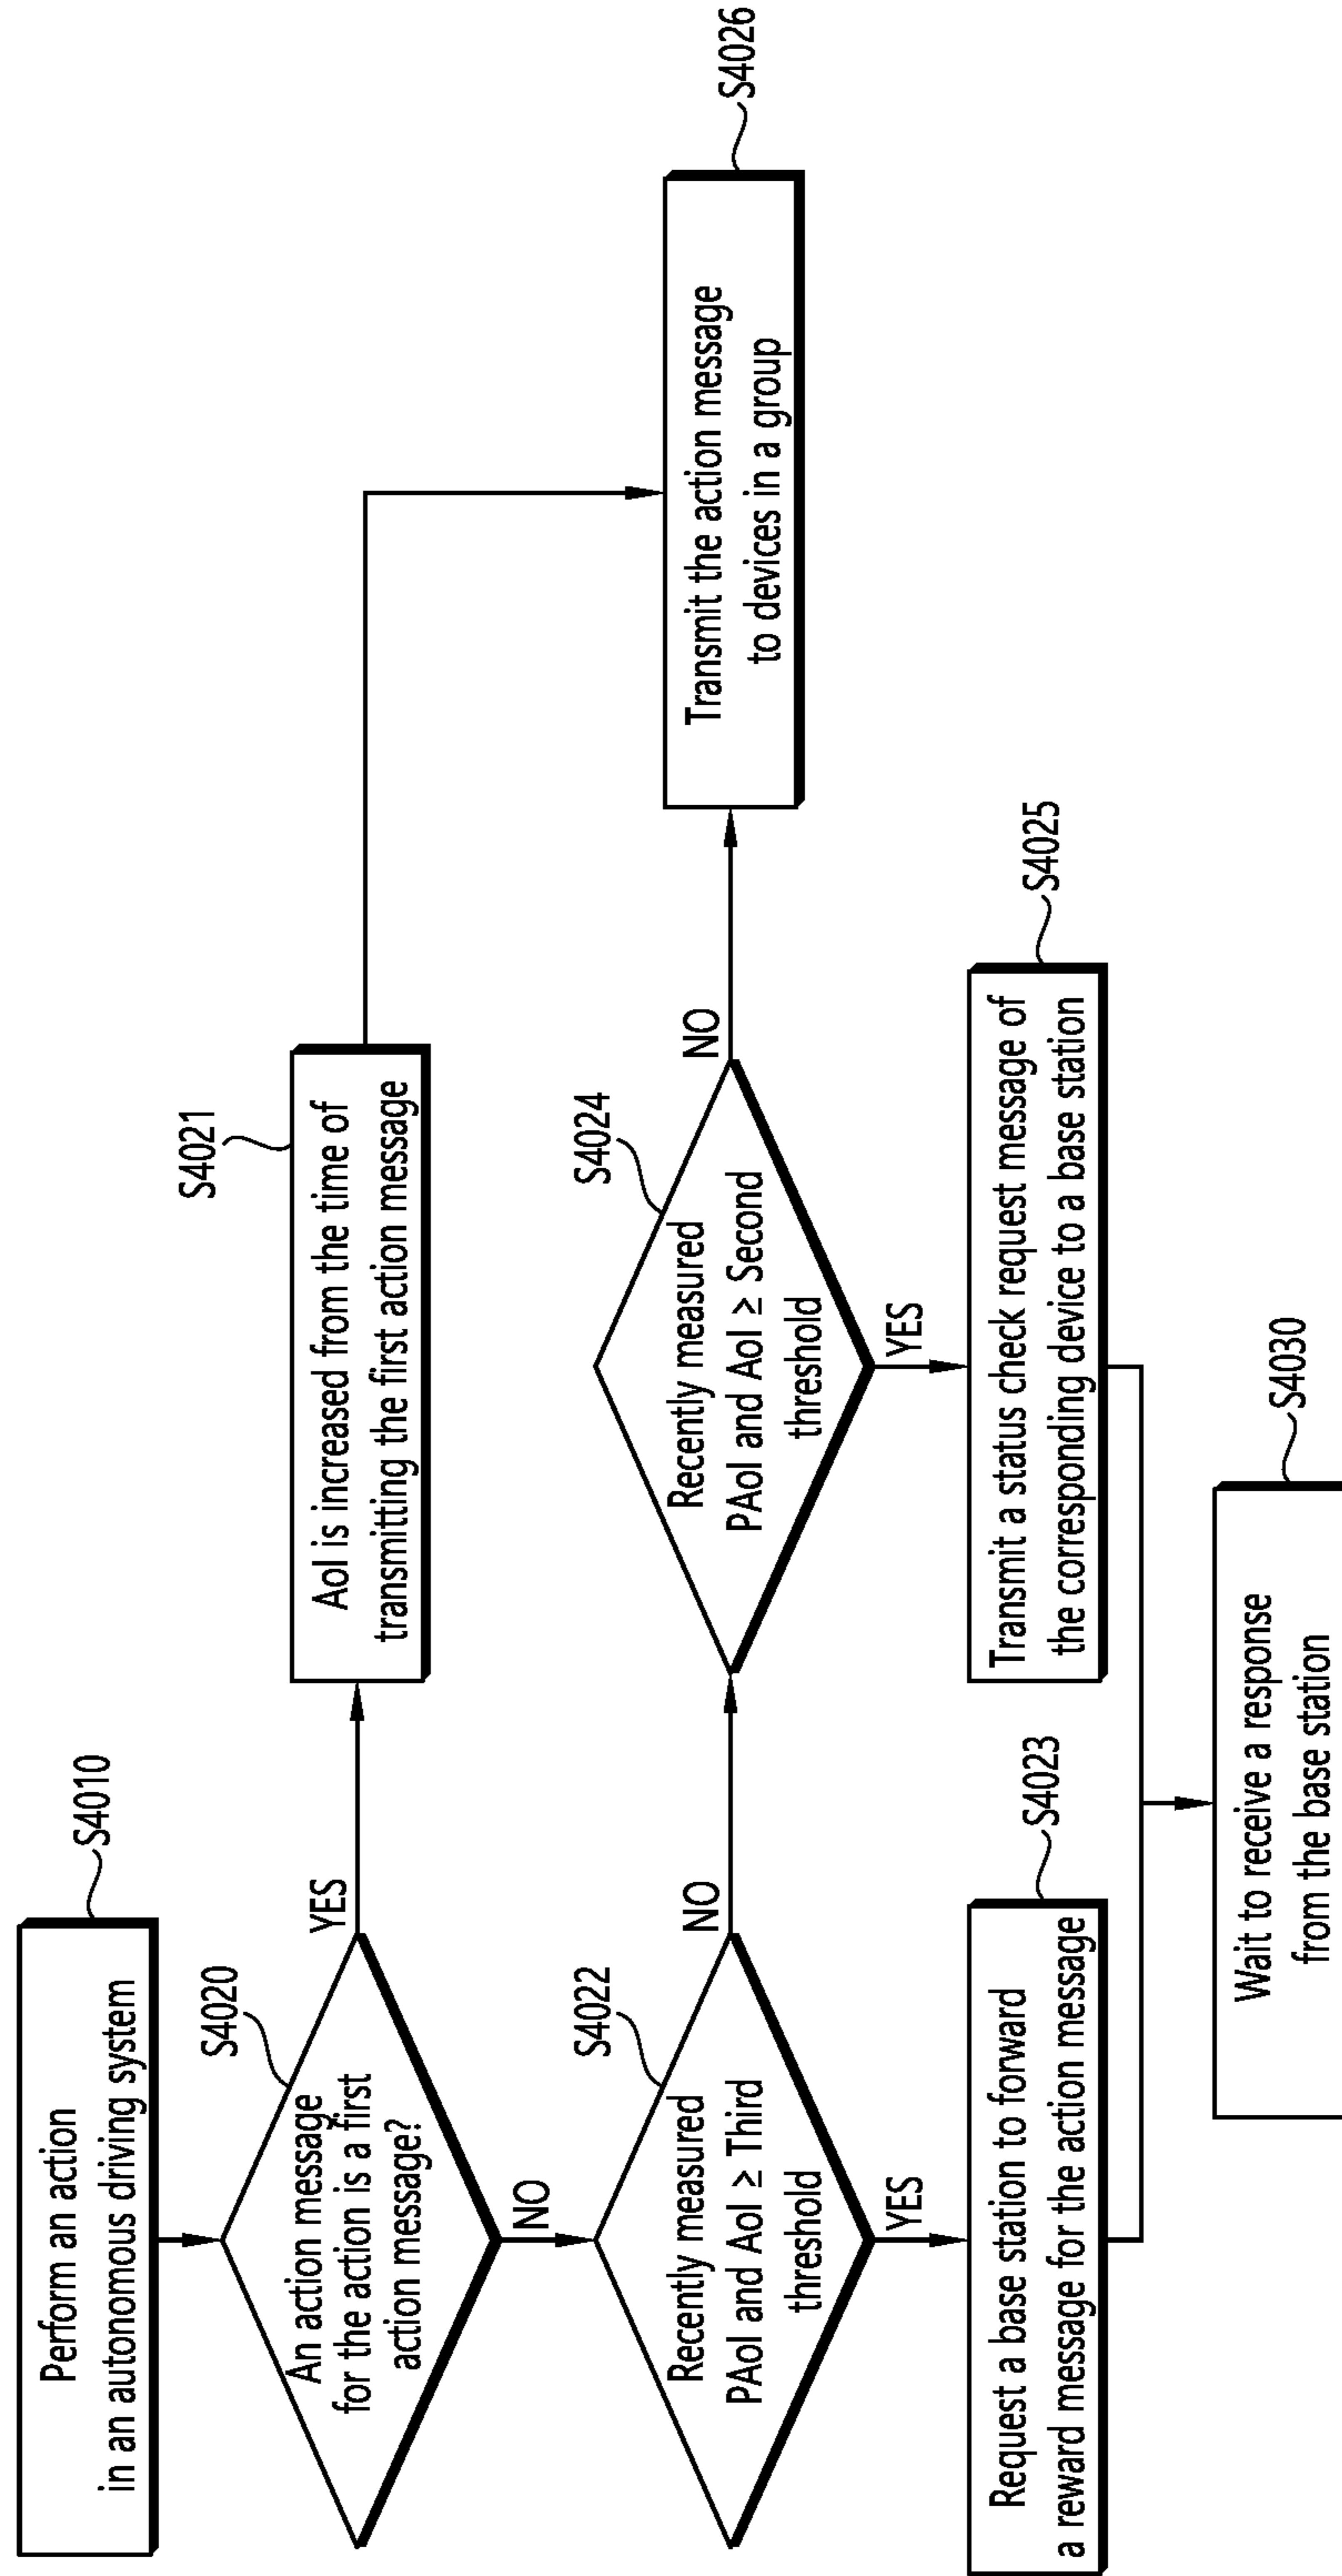 Perform an action
in an autonomous driving system
S4010
An action message
for the action is a first
action message?
S4020
YES
NO
AoI is increased from the time of
transmitting the first action message
S4021
Recently measured
PAoI and AoI ≥ Third
threshold
S4022
NO
YES
Recently measured
PAoI and AoI ≥ Second
threshold
S4024
NO
YES
Transmit the action message
to devices in a group
S4026
Request a base station to forward
a reward message for the action message
S4023
Transmit a status check request message of
the corresponding device to a base station
S4025
Wait to receive a response
from the base station
S4030